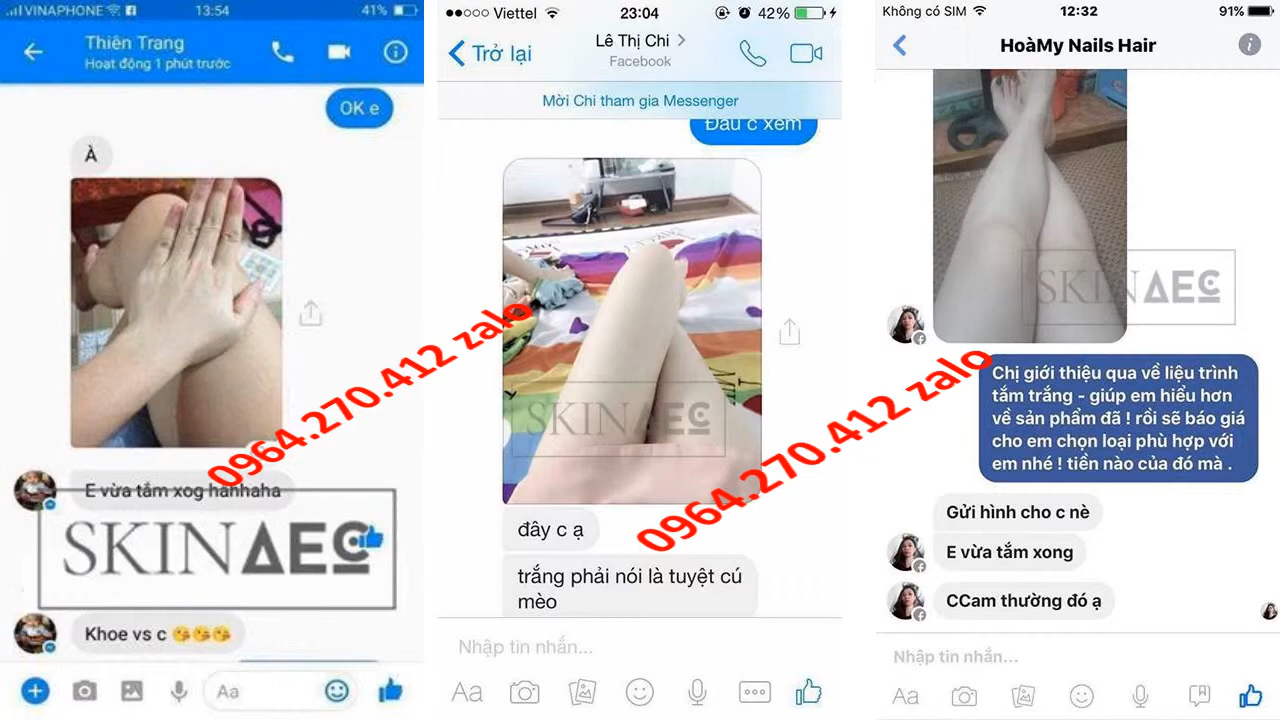 VINAPHONE
13:54
41%
Thiên Trang
Hoạt động 1 phút trước
OK e
À
E vừa tắm xog hahhaha
SKINAEC
Khoe vs c 😘😘😘
Aa
Viettel
23:04
42%
Trở lại
Lê Thị Chi
Facebook
Mời Chi tham gia Messenger
Đâu c xem
SKINAEC
đây c ạ
trắng phải nói là tuyệt cú
mèo
Nhập tin nhắn...
Aa
Không có SIM
12:32
91%
HoàMy Nails Hair
SKINAEC
Chị giới thiệu qua về liệu trình
tắm trắng - giúp em hiểu hơn
về sản phẩm đã ! rồi sẽ báo giá
cho em chọn loại phù hợp với
em nhé ! tiền nào của đó mà .
Gửi hình cho c nè
E vừa tắm xong
CCam thường đó ạ
Nhập tin nhắn...
Aa
0964.270.412 zalo
0964.270.412 zalo